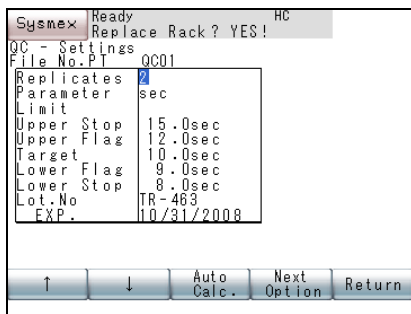 Sysmex Ready HC
Replace Rack? YES!
QC - Settings
File No.PT QC01
Replicates 2
Parameter sec
Limit
Upper Stop 15.0sec
Upper Flag 12.0sec
Target 10.0sec
Lower Flag 9.0sec
Lower Stop 8.0sec
Lot.No TR-463
EXP. 10/31/2008
↑ ↓ Auto Calc. Next Option Return